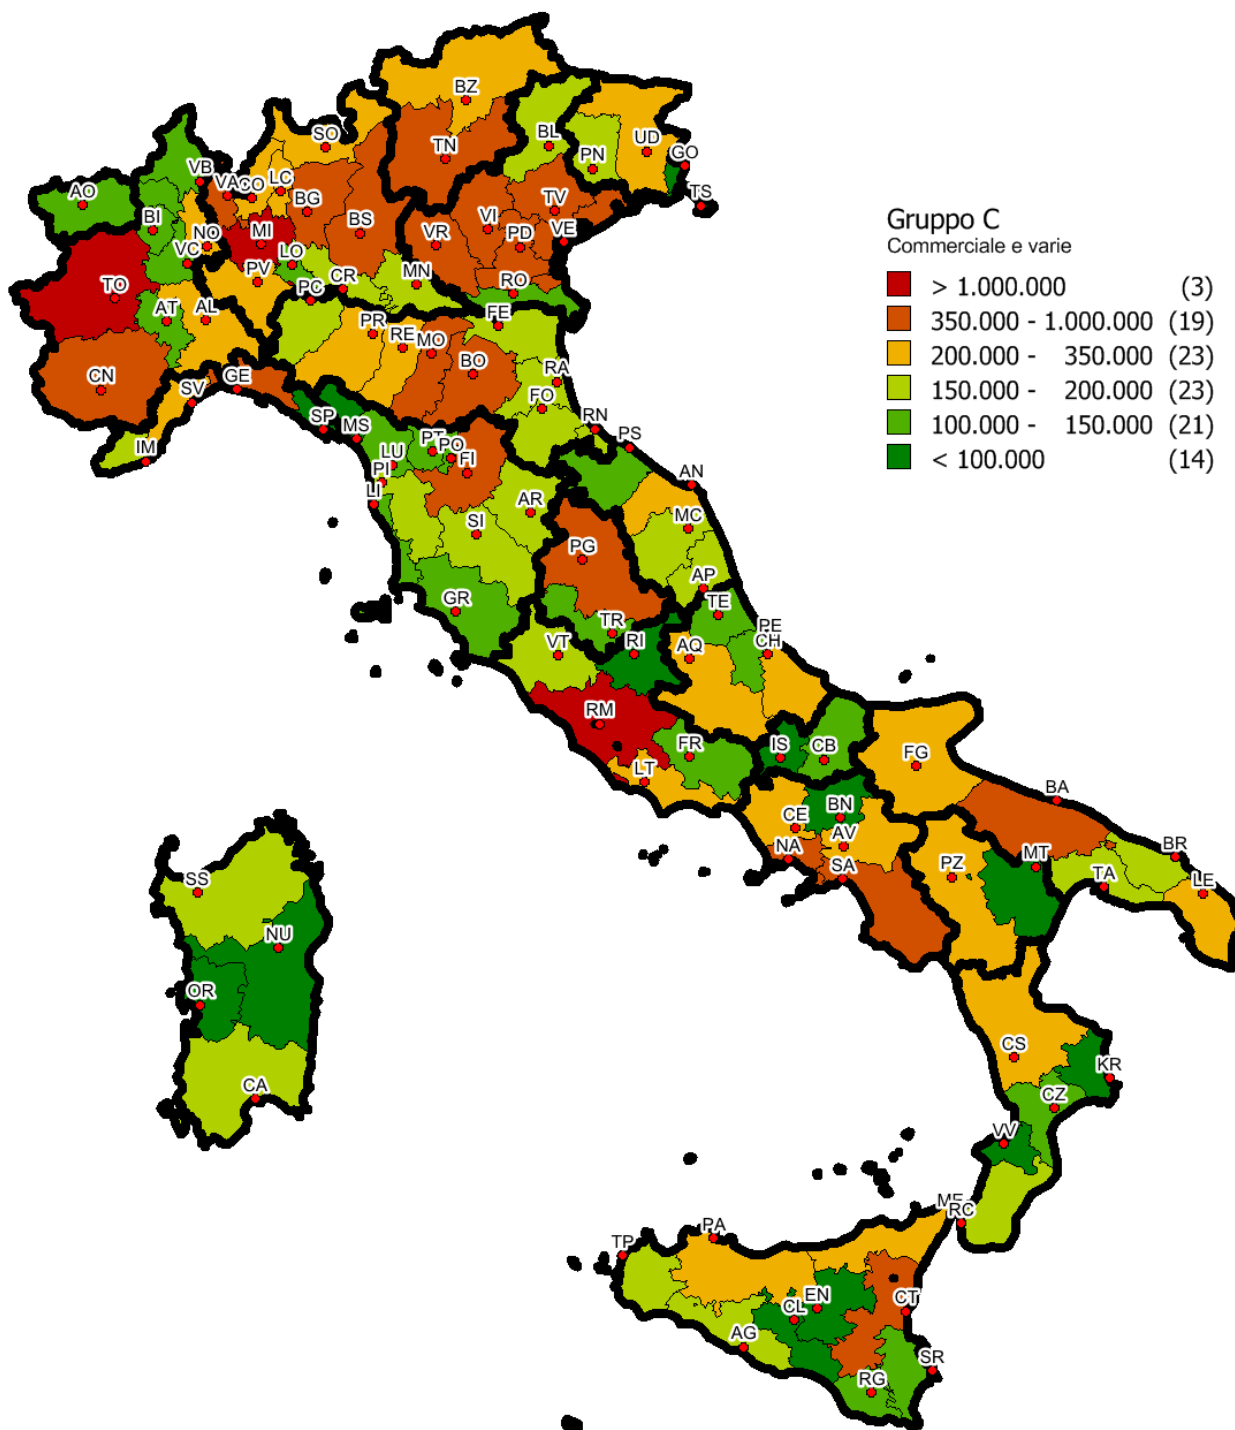 BZ
SO
BL
UD
TN
PN
GO
VB
VA
CO
LC
AO
BG
TV
TS
BI
BS
VI
NO
MI
VR
PD
VE
VC
LO
PV
CR
MN
RO
TO
PC
AT
AL
FE
PR
RE
MO
BO
CN
SV
GE
RA
FO
SP
MS
RN
PS
IM
LU
PT
PO
FI
PI
LI
AN
AR
SI
MC
PG
GR
AP
TE
TR
VT
RI
AQ
PE
CH
RM
FR
IS
CB
LT
FG
BA
CE
BN
NA
AV
SA
PZ
MT
BR
TA
LE
SS
NU
OR
CA
CS
KR
CZ
VV
ME
RC
PA
TP
EN
CL
CT
AG
SR
RG
Gruppo C
Commerciale e varie
> 1.000.000 (3)
350.000 - 1.000.000 (19)
200.000 - 350.000 (23)
150.000 - 200.000 (23)
100.000 - 150.000 (21)
< 100.000 (14)